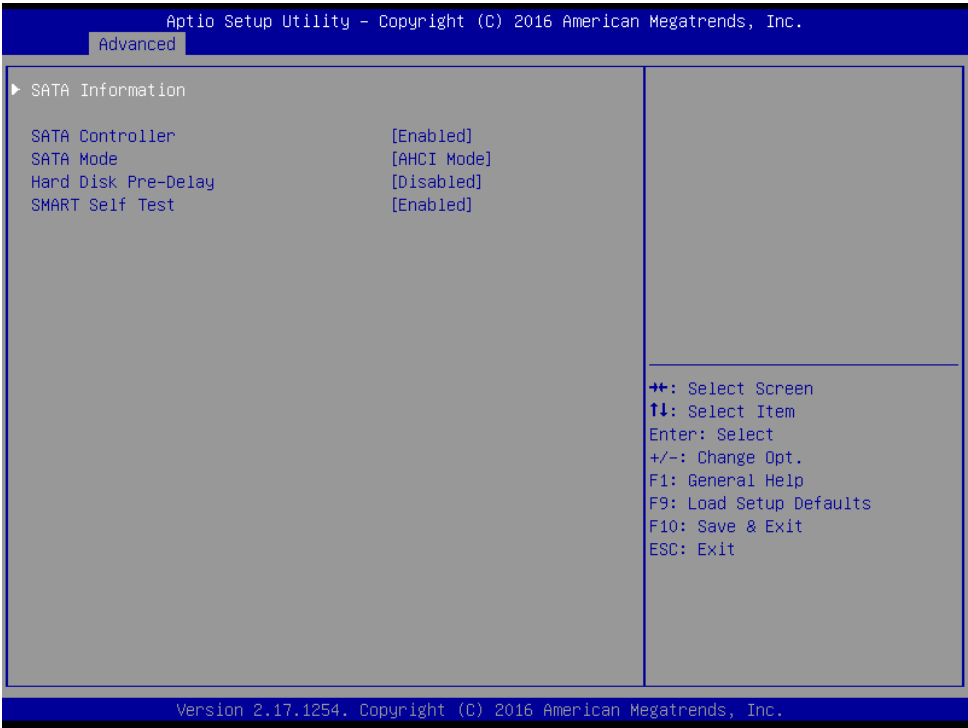 Aptio Setup Utility – Copyright (C) 2016 American Megatrends, Inc.
Advanced
▶ SATA Information
SATA Controller [Enabled]
SATA Mode [AHCI Mode]
Hard Disk Pre-Delay [Disabled]
SMART Self Test [Enabled]
→←: Select Screen
↑↓: Select Item
Enter: Select
+/-: Change Opt.
F1: General Help
F9: Load Setup Defaults
F10: Save & Exit
ESC: Exit
Version 2.17.1254. Copyright (C) 2016 American Megatrends, Inc.